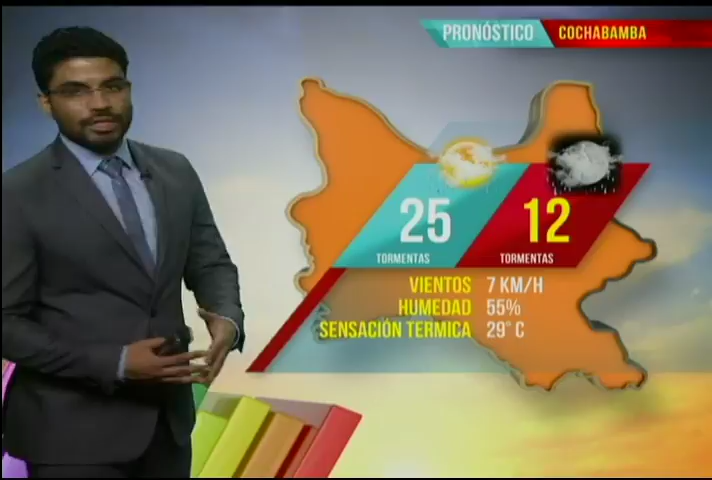 PRONÓSTICO COCHABAMBA
25 12
TORMENTAS TORMENTAS
VIENTOS 7 KM/H
HUMEDAD 55%
SENSACIÓN TERMICA 29° C